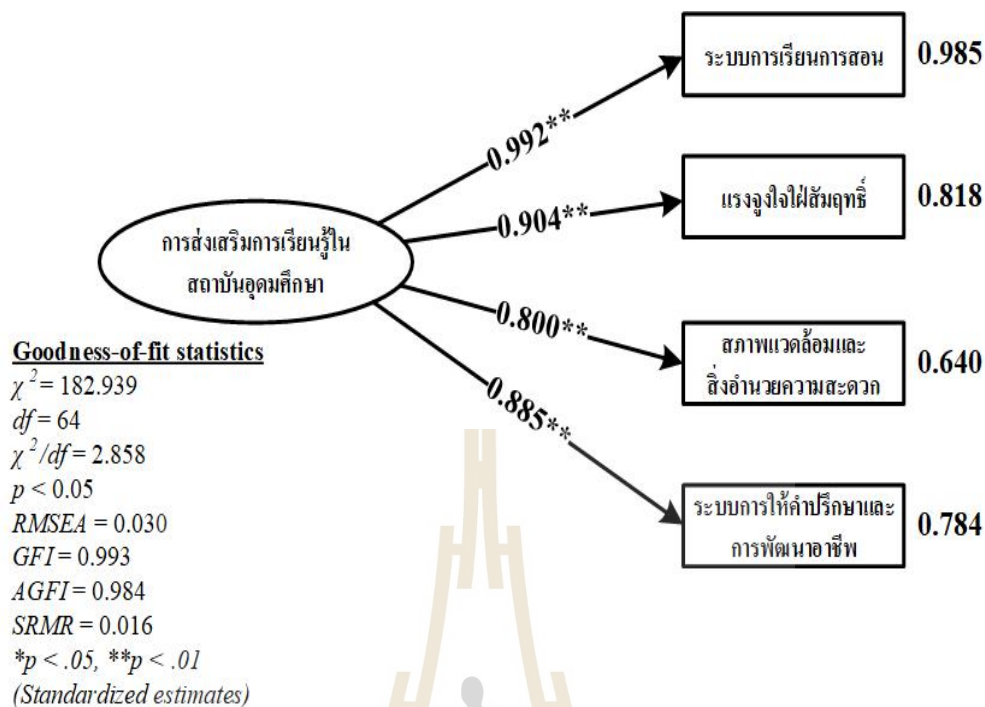 ระบบการเรียนการสอน
0.985
0.992**
แรงจูงใจใฝ่สัมฤทธิ์
0.818
0.904**
การส่งเสริมการเรียนรู้ใน
สถาบันอุดมศึกษา
0.800**
สภาพแวดล้อมและ
สิ่งอำนวยความสะดวก
0.640
0.885**
ระบบการให้คำปรึกษาและ
การพัฒนาอาชีพ
0.784
Goodness-of-fit statistics
χ² = 182.939
df = 64
χ²/df = 2.858
p < 0.05
RMSEA = 0.030
GFI = 0.993
AGFI = 0.984
SRMR = 0.016
*p < .05, **p < .01
(Standardized estimates)